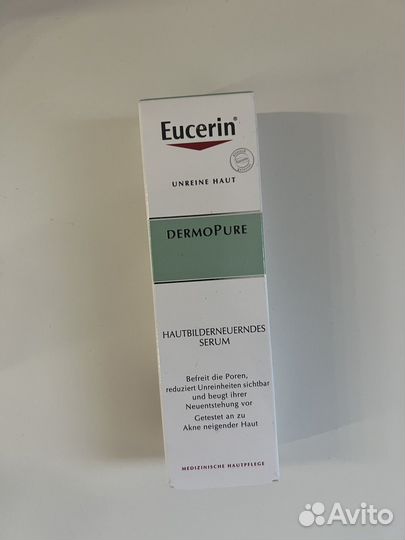 Eucerin®
UNREINE HAUT
DERMOPURE
HAUTBILDERNEUERNDES
SERUM
Befreit die Poren,
reduziert Unreinheiten sichtbar
und beugt ihrer
Neuentstehung vor
Getestet an zu
Akne neigender Haut
MEDIZINISCHE HAUTPFLEGE
Avito